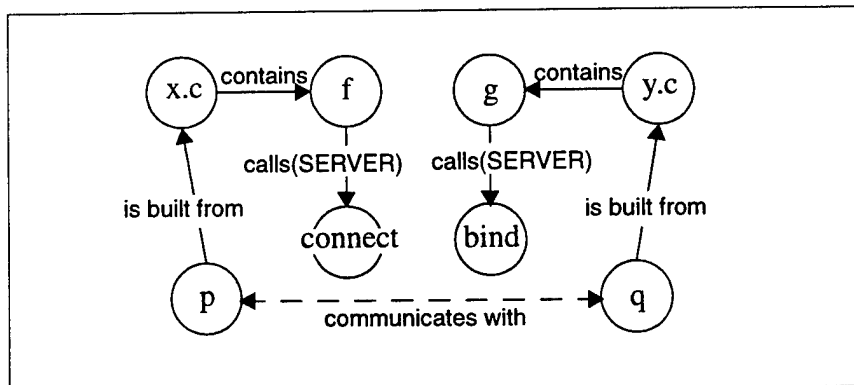 x.c contains f g contains y.c
calls(SERVER) calls(SERVER)
is built from is built from
connect bind
p q
communicates with